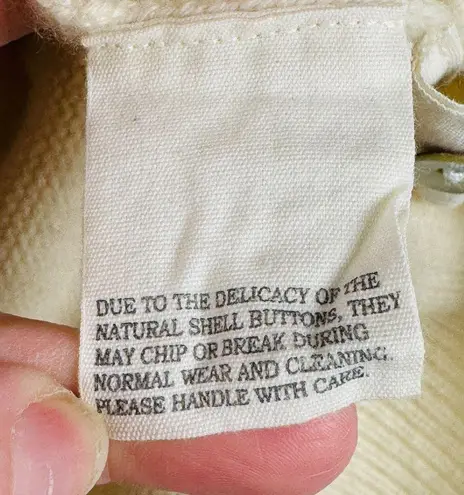 DUE TO THE DELICACY OF THE
NATURAL SHELL BUTTONS, THEY
MAY CHIP OR BREAK DURING
NORMAL WEAR AND CLEANING.
PLEASE HANDLE WITH CARE.